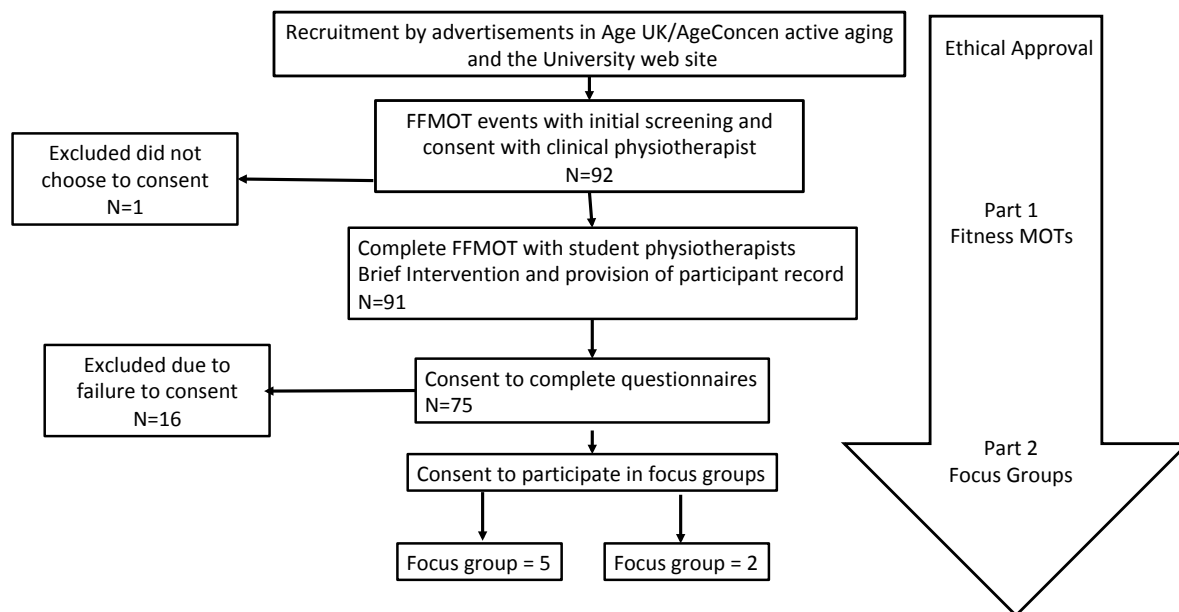 Recruitment by advertisements in Age UK/AgeConcen active aging
and the University web site
Ethical Approval
FFMOT events with initial screening and
consent with clinical physiotherapist
N=92
Excluded did not
choose to consent
N=1
Part 1
Fitness MOTs
Complete FFMOT with student physiotherapists
Brief Intervention and provision of participant record
N=91
Excluded due to
failure to consent
N=16
Consent to complete questionnaires
N=75
Part 2
Focus Groups
Consent to participate in focus groups
Focus group = 5
Focus group = 2